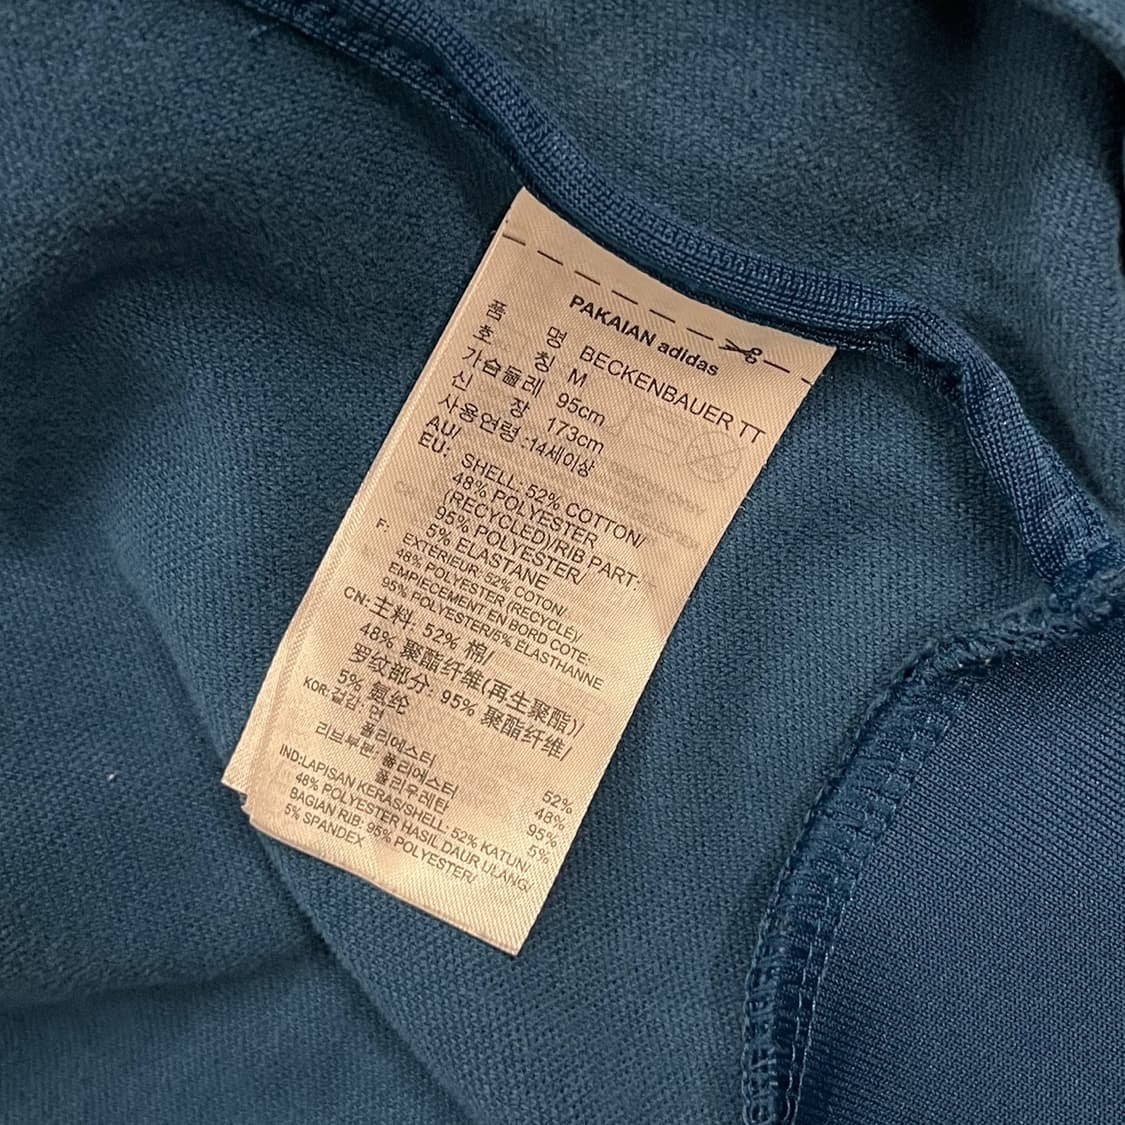 PAKAIAN adidas
품 명 BECKENBAUER TT
호 칭 M
가슴둘레 95cm
신 장 173cm
사용연령 :14세이상
AU/
EU: SHELL: 52% COTTON/
48% POLYESTER
(RECYCLED)/RIB PART:
95% POLYESTER/
5% ELASTANE
F: EXTÉRIEUR: 52% COTON/
48% POLYESTER (RECYCLE)/
EMPIECEMENT EN BORD COTE:
95% POLYESTER/5% ÉLASTHANNE
CN: 主料: 52% 棉/
48% 聚酯纤维(再生聚酯)/
罗纹部分: 95% 聚酯纤维/
5% 氨纶
KOR: 겉감: 면 52%
폴리에스터 48%
리브부분: 폴리에스터 95%
폴리우레탄 5%
IND:LAPISAN KERAS/SHELL: 52% KATUN/
48% POLYESTER HASIL DAUR ULANG/
BAGIAN RIB: 95% POLYESTER/
5% SPANDEX